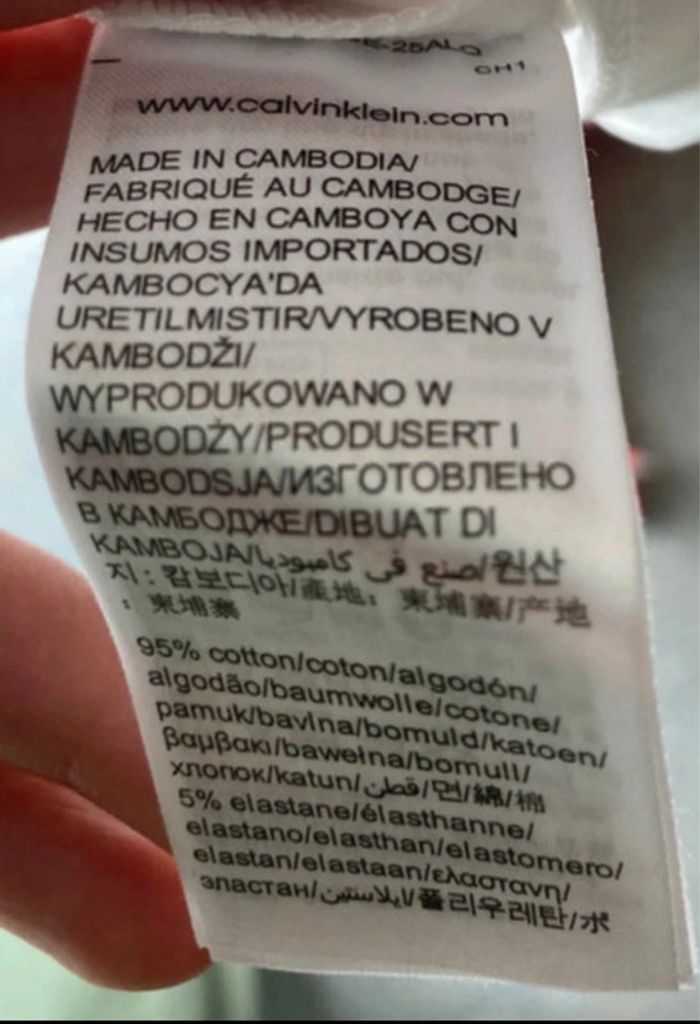 CH1
www.calvinklein.com
MADE IN CAMBODIA/
FABRIQUÉ AU CAMBODGE/
HECHO EN CAMBOYA CON
INSUMOS IMPORTADOS/
KAMBOCYA'DA
URETILMISTIR/VYROBENO V
KAMBODŽI/
WYPRODUKOWANO W
KAMBODŻY/PRODUSERT I
KAMBODSJA/ИЗГОТОВЛЕНО
В КАМБОДЖЕ/DIBUAT DI
KAMBOJA/صنع في كامبوديا/원산
지 : 캄보디아/產地： 柬埔寨/产地
：柬埔寨
95% cotton/coton/algodón/
algodão/baumwolle/cotone/
pamuk/bavlna/bomuld/katoen/
βαμβακι/bawełna/bomull/
хлопок/katun/قطن/면/綿/棉
5% elastane/élasthanne/
elastano/elasthan/elastomero/
elastan/elastaan/ελαστανη/
эластан/ايلاستين/폴리우레탄/ポ